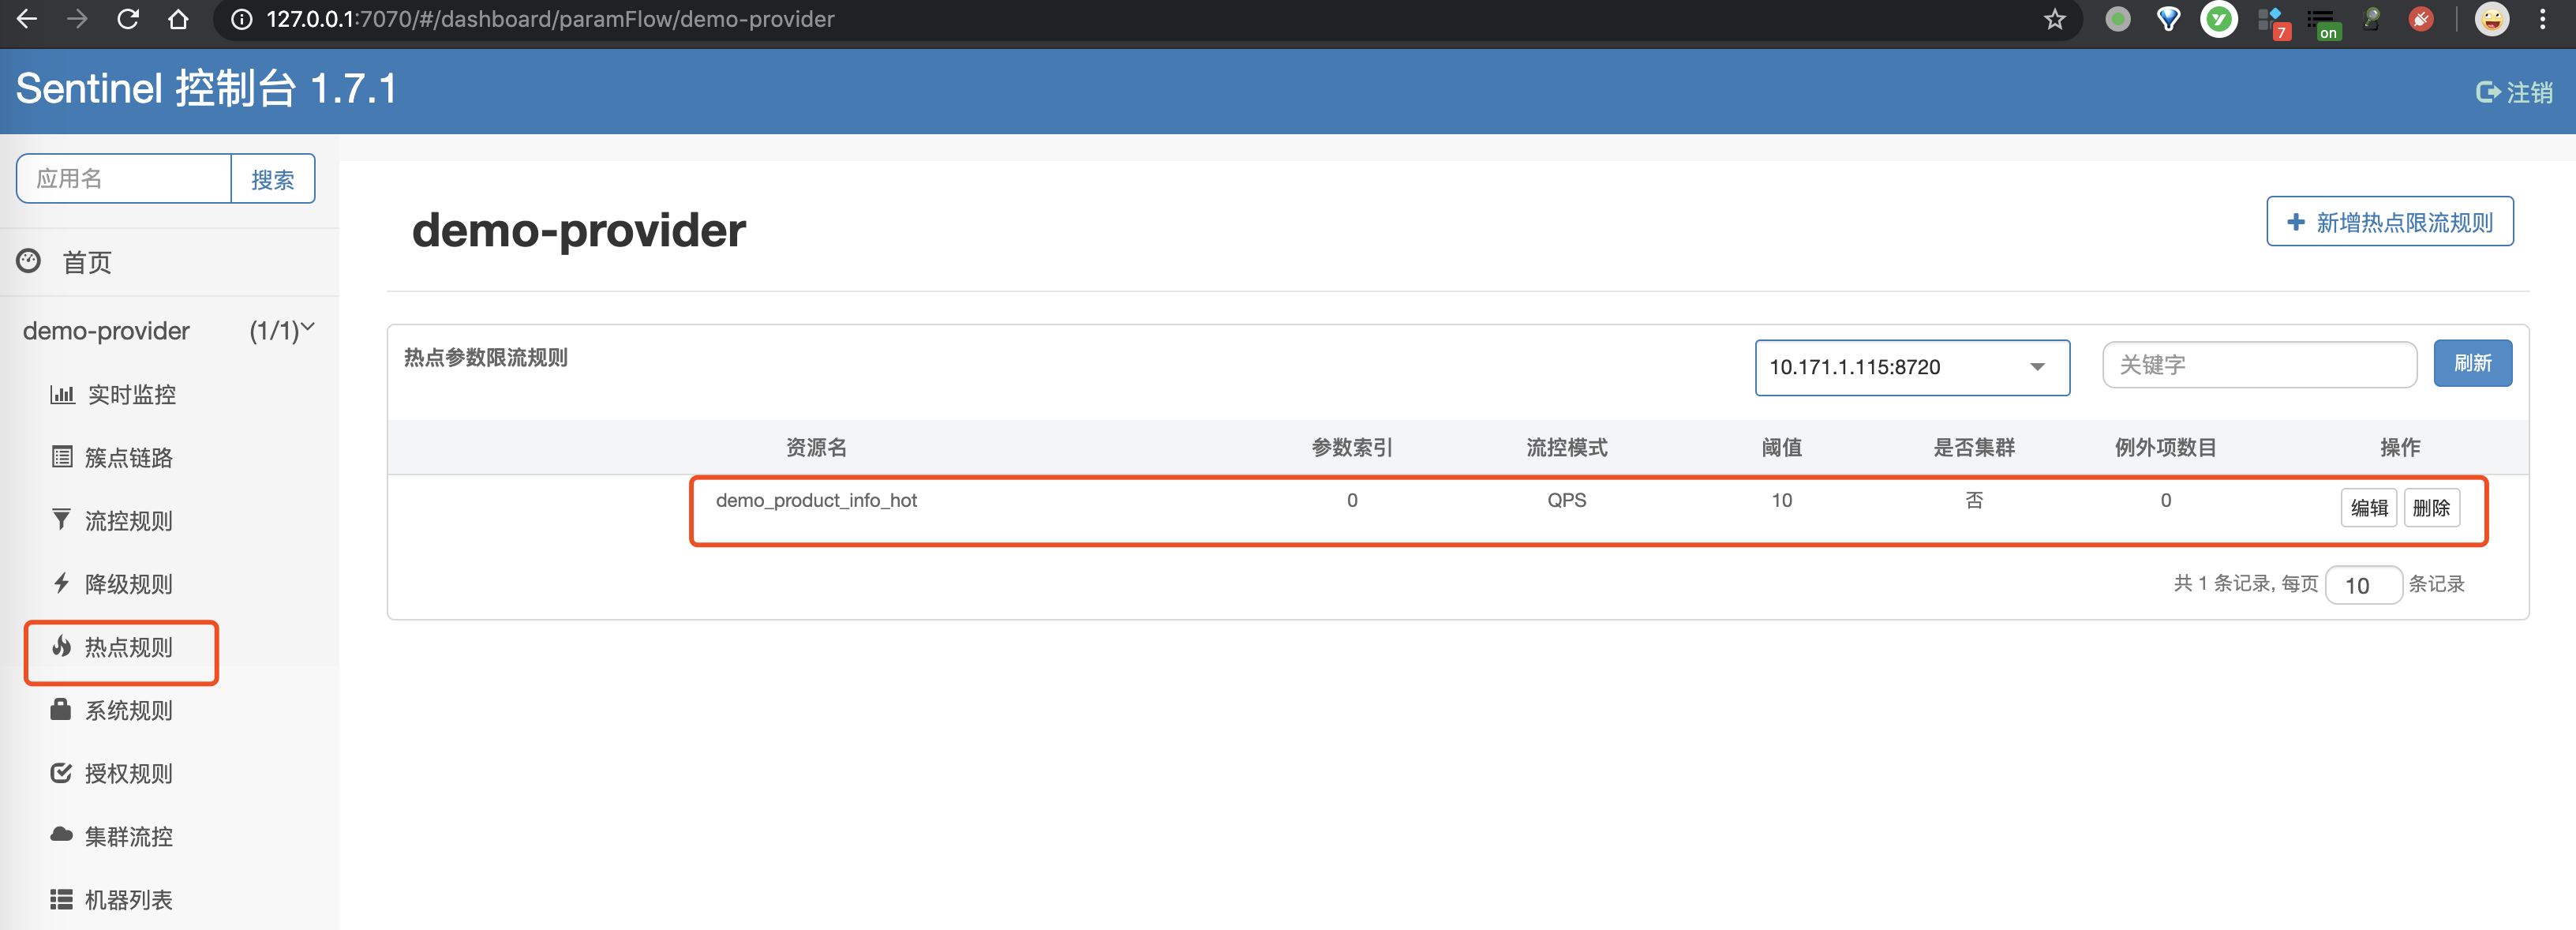 127.0.0.1:7070/#/dashboard/paramFlow/demo-provider
7
on
Sentinel 控制台 1.7.1
注销
应用名
搜索
首页
demo-provider (1/1)
实时监控
簇点链路
流控规则
降级规则
热点规则
系统规则
授权规则
集群流控
机器列表
demo-provider
新增热点限流规则
热点参数限流规则
10.171.1.115:8720
关键字
刷新
资源名 参数索引 流控模式 阈值 是否集群 例外项数目 操作
demo_product_info_hot 0 QPS 10 否 0 编辑 删除
共 1 条记录, 每页 10 条记录